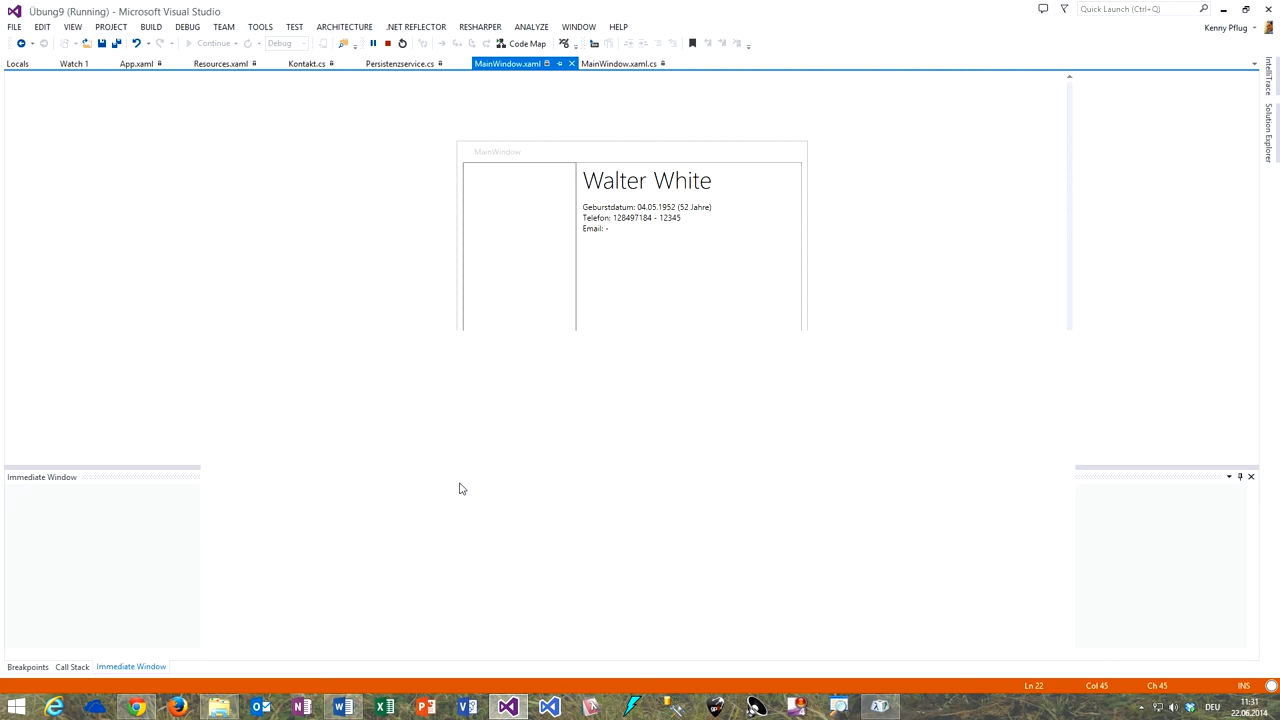 Übung9 (Running) - Microsoft Visual Studio
Quick Launch (Ctrl+Q)
FILE EDIT VIEW PROJECT BUILD DEBUG TEAM TOOLS TEST ARCHITECTURE .NET REFLECTOR RESHARPER ANALYZE WINDOW HELP
Kenny Pflug
Continue
Debug
Code Map
Locals
Watch 1
App.xaml
Resources.xaml
Kontakt.cs
Persistenzservice.cs
MainWindow.xaml
MainWindow.xaml.cs
IntelliTrace
Solution Explorer
MainWindow
Walter White
Geburstdatum: 04.05.1952 (52 Jahre)
Telefon: 128497184 - 12345
Email: -
Immediate Window
Breakpoints
Call Stack
Immediate Window
Ln 22
Col 45
Ch 45
INS
DEU
11:31
22.06.2014